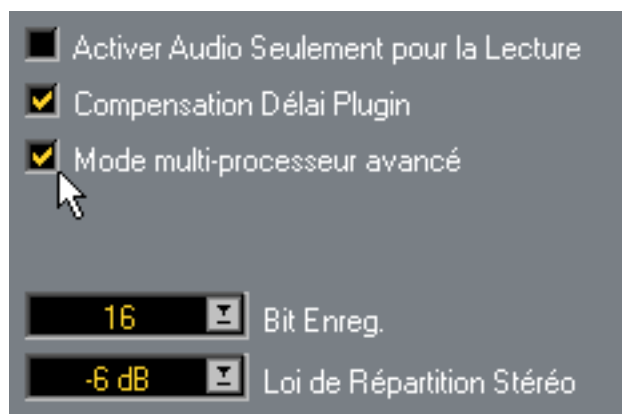 Activer Audio Seulement pour la Lecture
Compensation Délai Plugin
Mode multi-processeur avancé
16 Bit Enreg.
-6 dB Loi de Répartition Stéréo